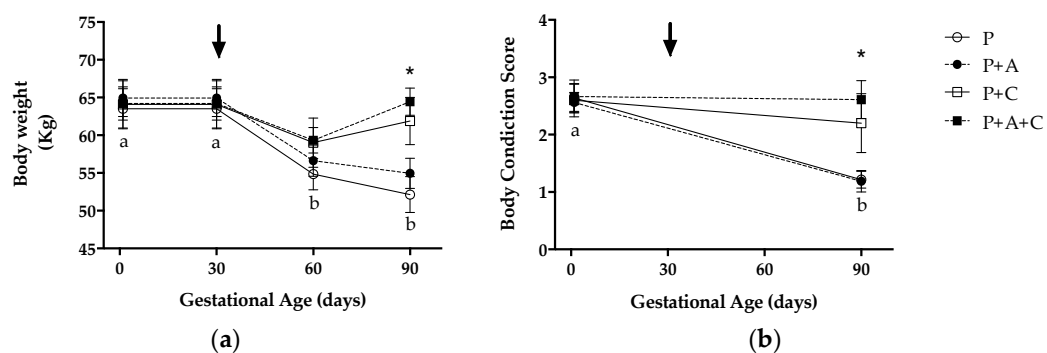 75
70
65
60
55
50
45
Body weight
(Kg)
*
a
a
b
b
0
30
60
90
Gestational Age (days)
(a)
4
3
2
1
0
Body Condiction Score
*
a
b
0
30
60
90
Gestational Age (days)
(b)
P
P+A
P+C
P+A+C